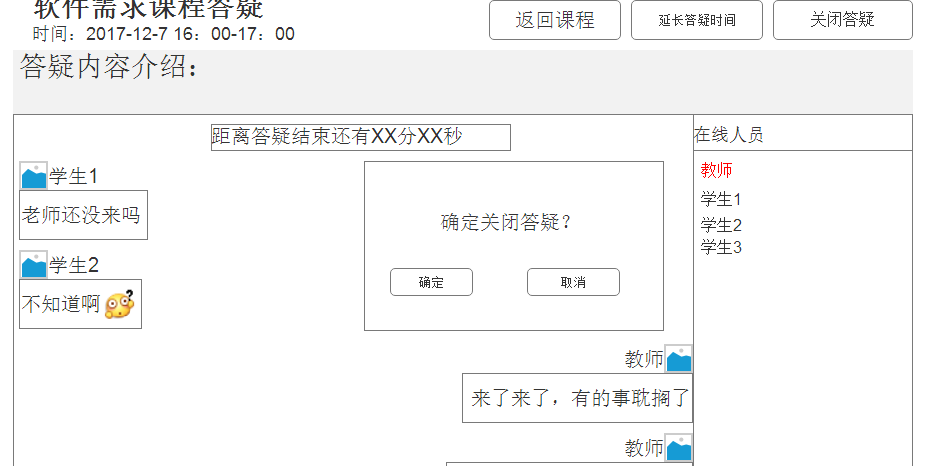 软件需求课程答疑
返回课程
延长答疑时间
关闭答疑
时间：2017-12-7 16：00-17：00
答疑内容介绍：
距离答疑结束还有XX分XX秒
在线人员
教师
学生1
学生2
学生3
学生1
老师还没来吗
确定关闭答疑？
确定
取消
学生2
不知道啊
教师
来了来了，有的事耽搁了
教师